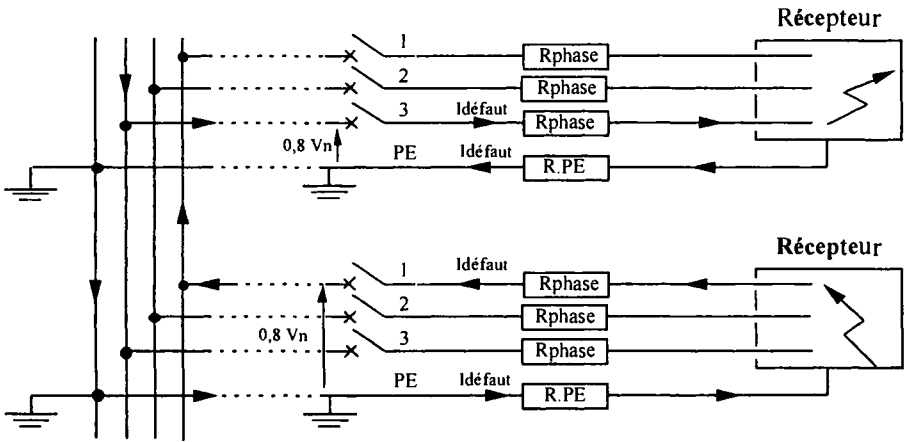 Récepteur
1
Rphase
2
Rphase
3
Idéfaut
Rphase
0,8 Vn
PE
Idéfaut
R.PE
Récepteur
1
Idéfaut
Rphase
2
Rphase
0,8 Vn
3
Rphase
PE
Idéfaut
R.PE